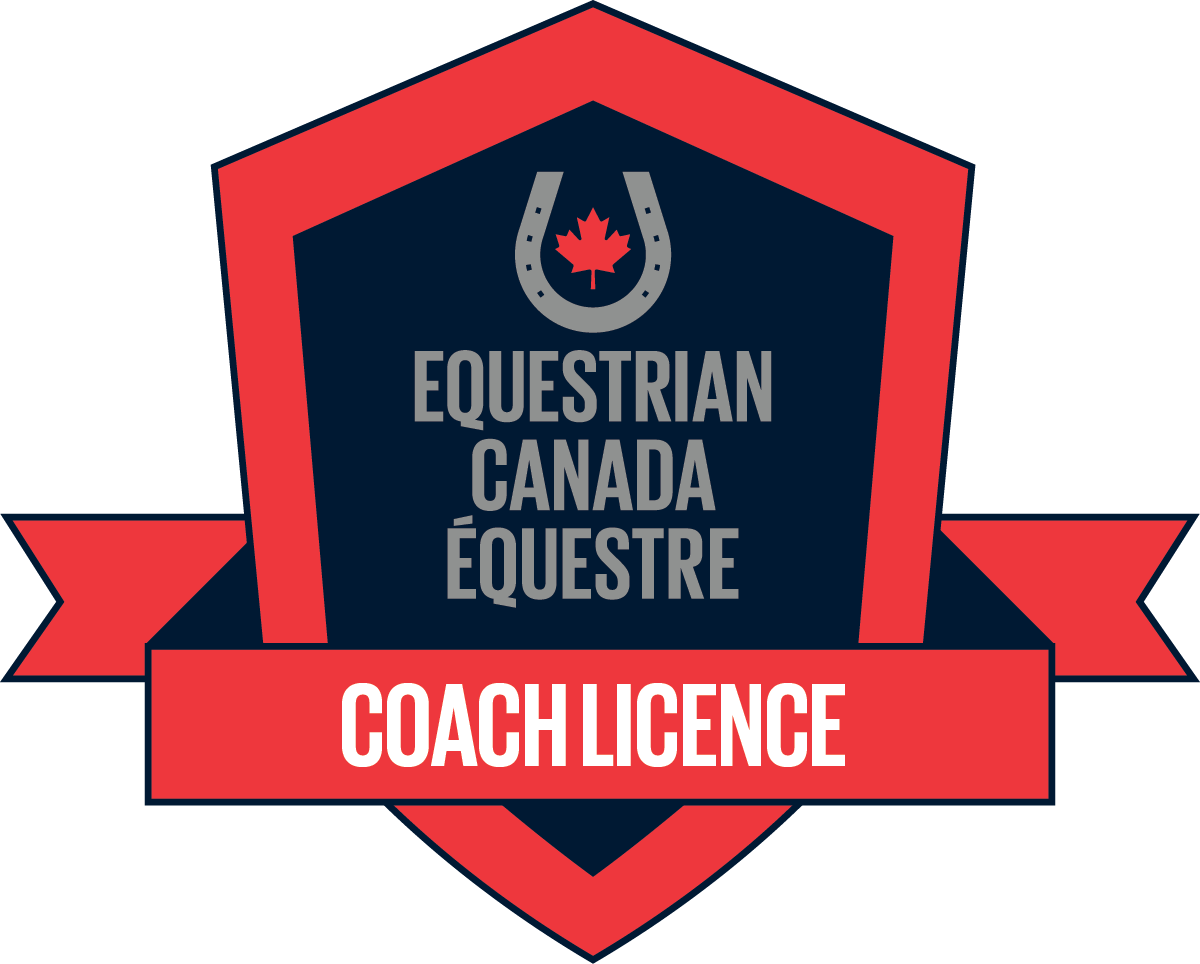 EQUESTRIAN
CANADA
ÉQUESTRE
COACH LICENCE